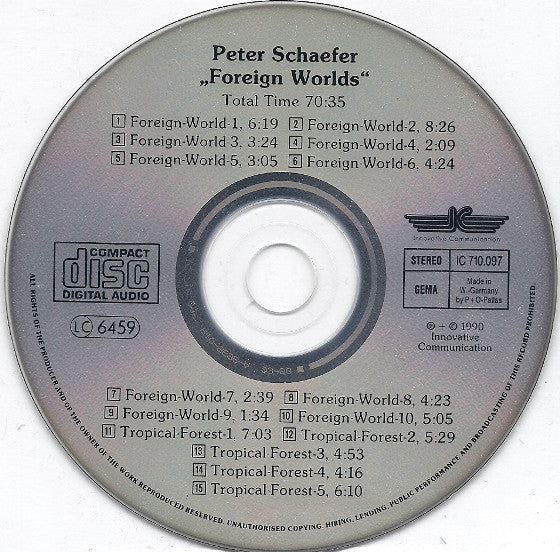 Peter Schaefer
„Foreign Worlds“
Total Time 70:35
1 Foreign-World-1, 6:19 2 Foreign-World-2, 8:26
3 Foreign-World-3, 3:24 4 Foreign-World-4, 2:09
5 Foreign-World-5, 3:05 6 Foreign-World-6, 4:24
COMPACT
disc
DIGITAL AUDIO
LC 6459
IC
Innovative Communication
STEREO IC 710.097
GEMA Made in
W.-Germany
by P+O-Pallas
℗ + © 1990
Innovative
Communication
7 Foreign-World-7, 2:39 8 Foreign-World-8, 4:23
9 Foreign-World-9, 1:34 10 Foreign-World-10, 5:05
11 Tropical-Forest-1, 7:03 12 Tropical-Forest-2, 5:29
13 Tropical-Forest-3, 4:53
14 Tropical-Forest-4, 4:16
15 Tropical-Forest-5, 6:10
ALL RIGHTS OF THE PRODUCER AND OF THE OWNER OF THE WORK REPRODUCED RESERVED. UNAUTHORISED COPYING, HIRING, LENDING, PUBLIC PERFORMANCE AND BROADCASTING OF THIS RECORD PROHIBITED.